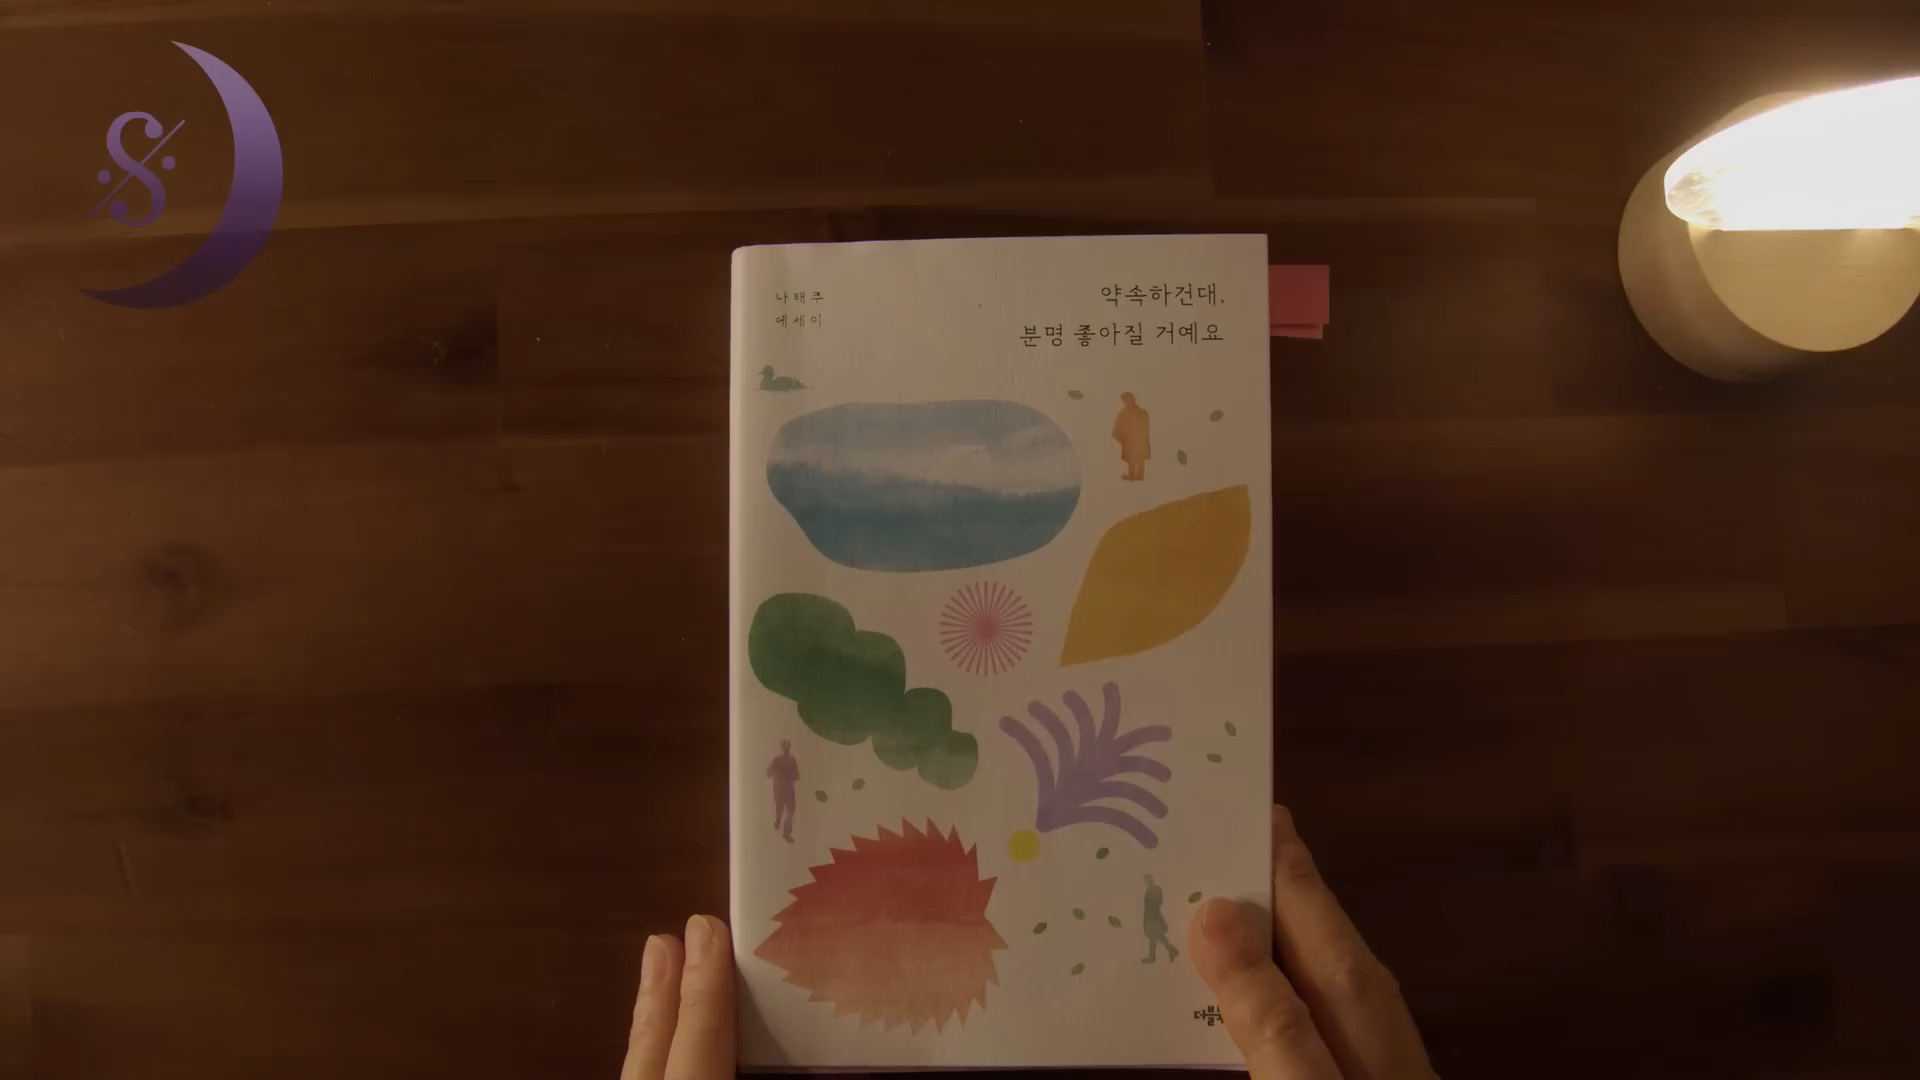 나태주
에세이
약속하건대,
분명 좋아질 거예요